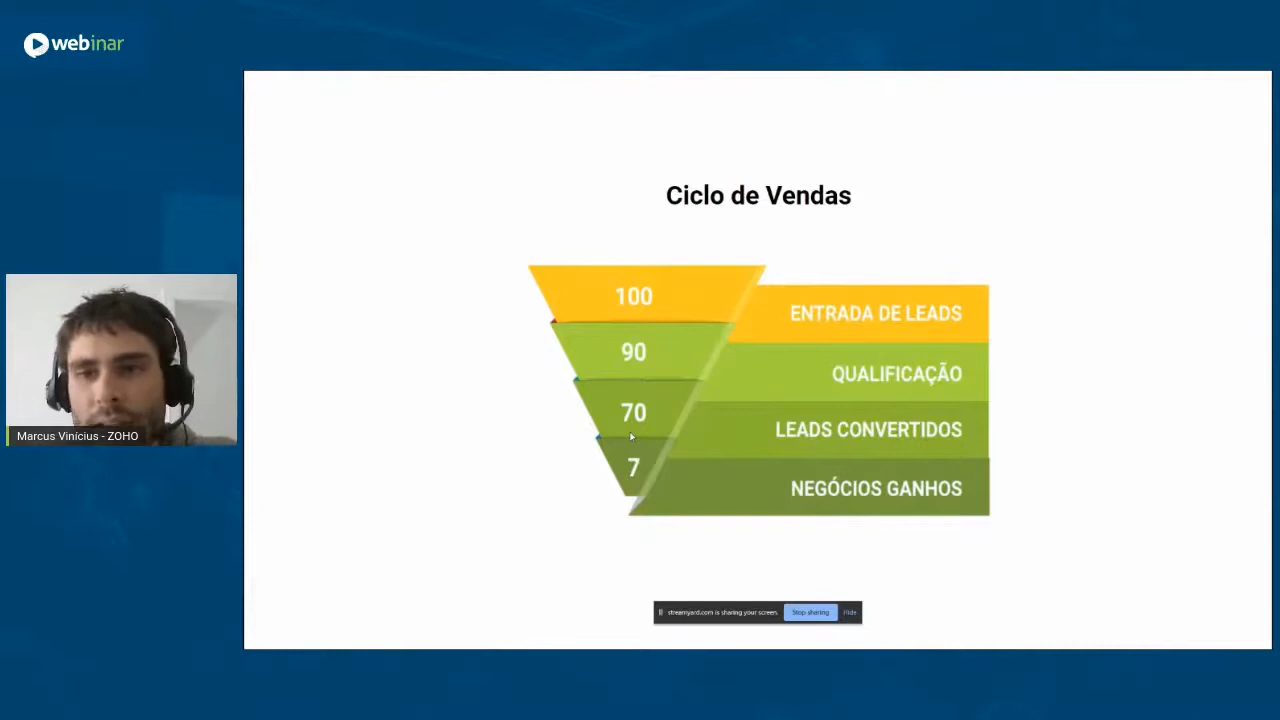 webinar
Ciclo de Vendas
100
ENTRADA DE LEADS
90
QUALIFICAÇÃO
70
LEADS CONVERTIDOS
7
NEGÓCIOS GANHOS
Marcus Vinícius - ZOHO
streamyard.com is sharing your screen. Stop sharing Hide